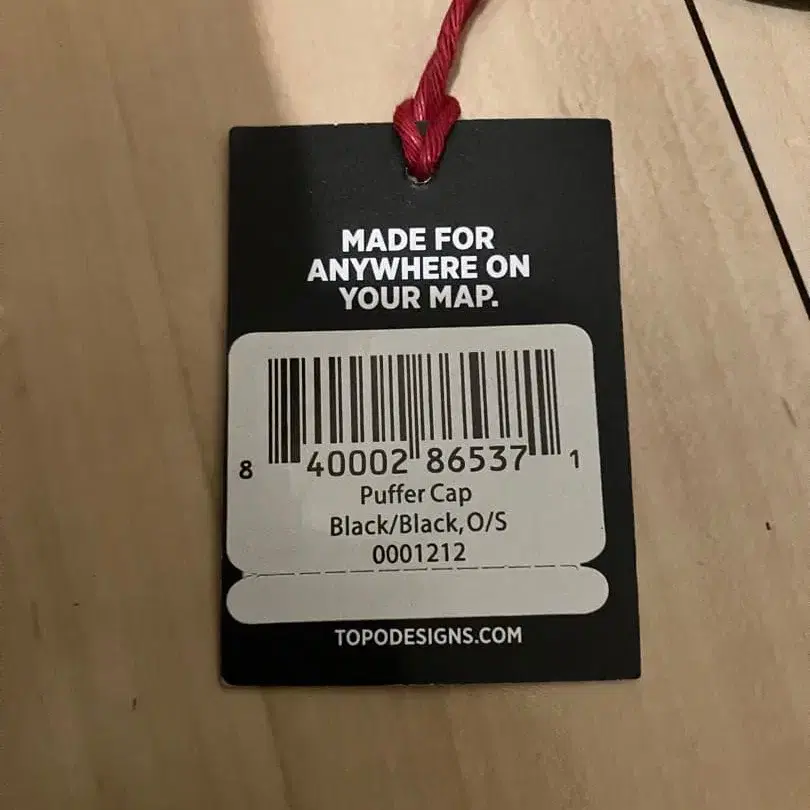 MADE FOR
ANYWHERE ON
YOUR MAP.
8 40002 86537 1
Puffer Cap
Black/Black, O/S
0001212
TOPODESIGNS.COM